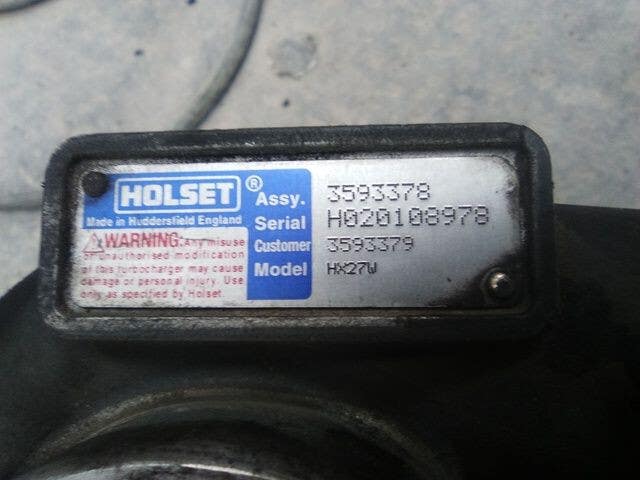 HOLSET®
Made in Huddersfield England
WARNING: Any misuse
or unauthorised modification
of this turbocharger may cause
damage or personal injury. Use
only as specified by Holset.
Assy. 3593378
Serial H020108978
Customer 3593379
Model HX27W